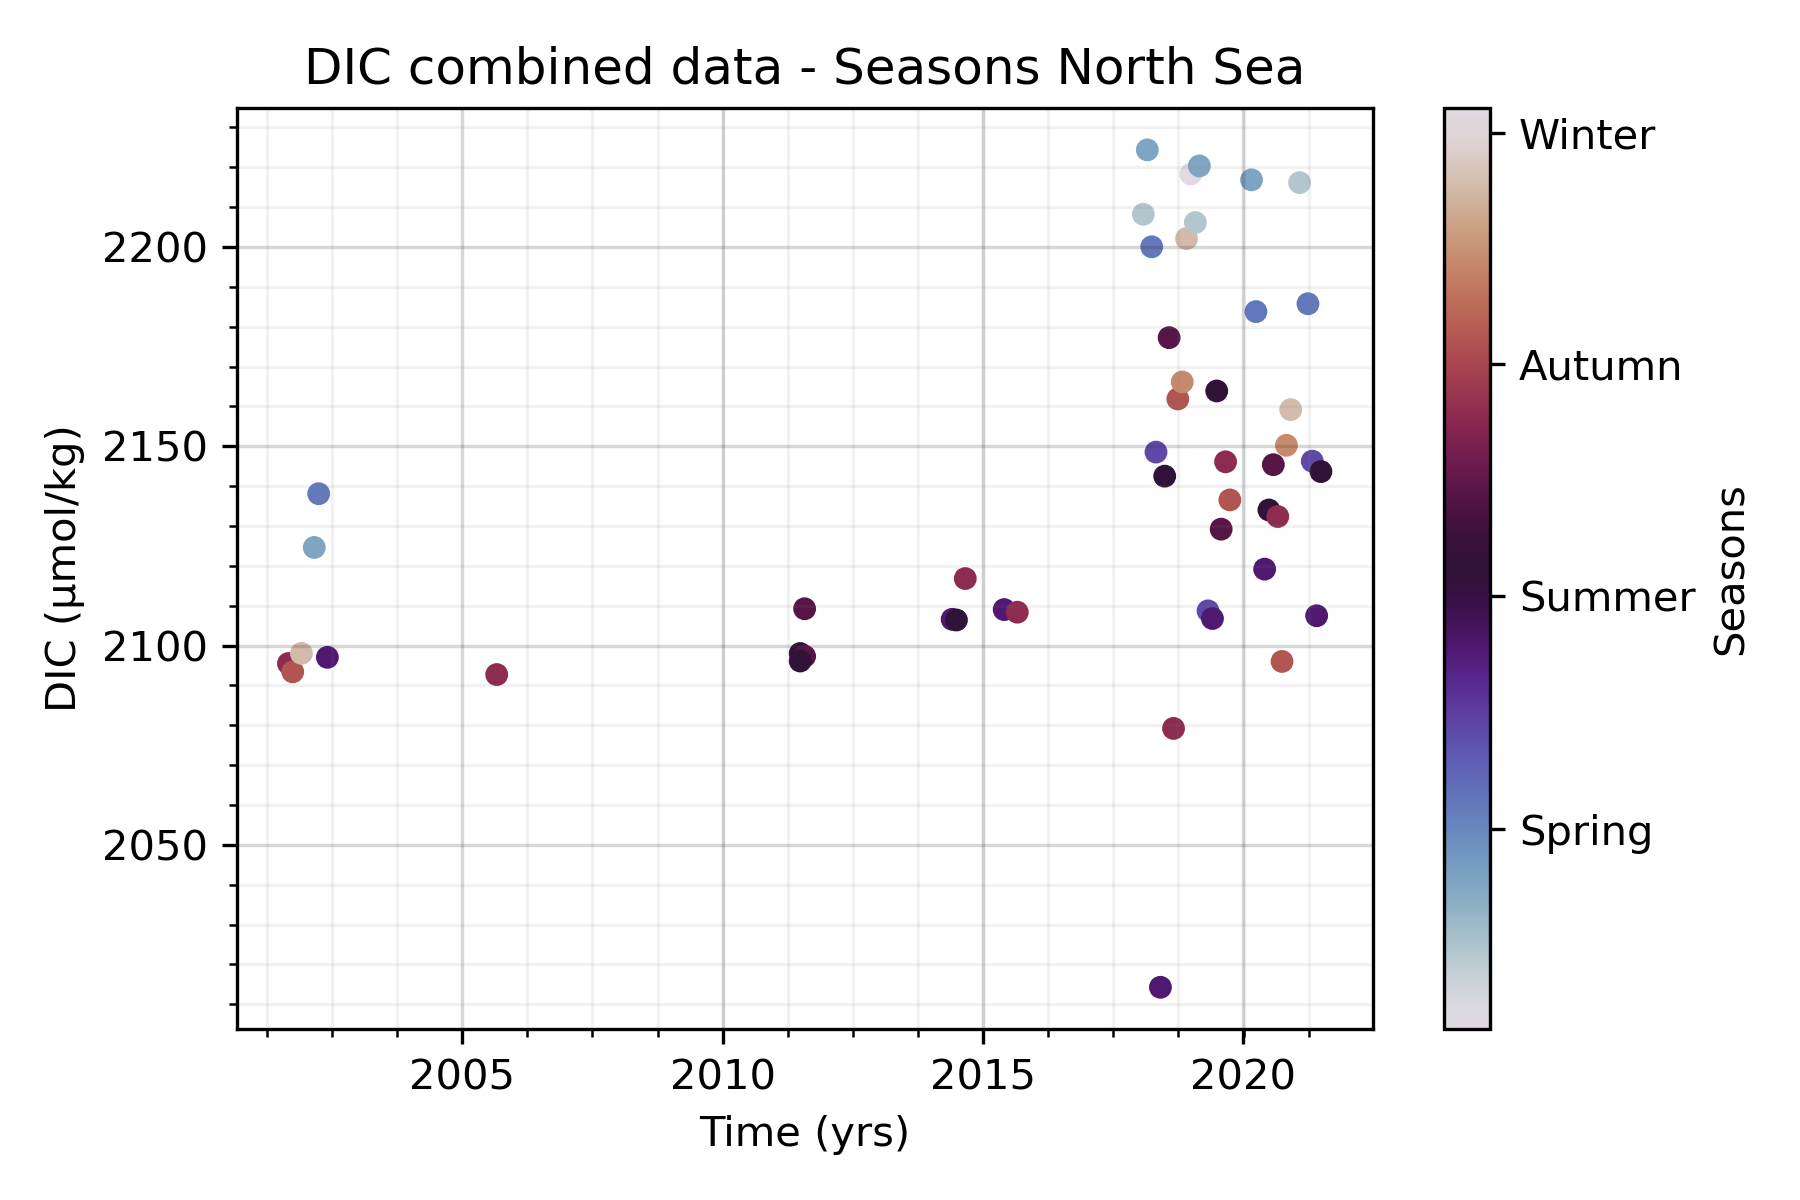 DIC combined data - Seasons North Sea
DIC (µmol/kg)
2200
2150
2100
2050
2005
2010
2015
2020
Time (yrs)
Winter
Autumn
Summer
Spring
Seasons